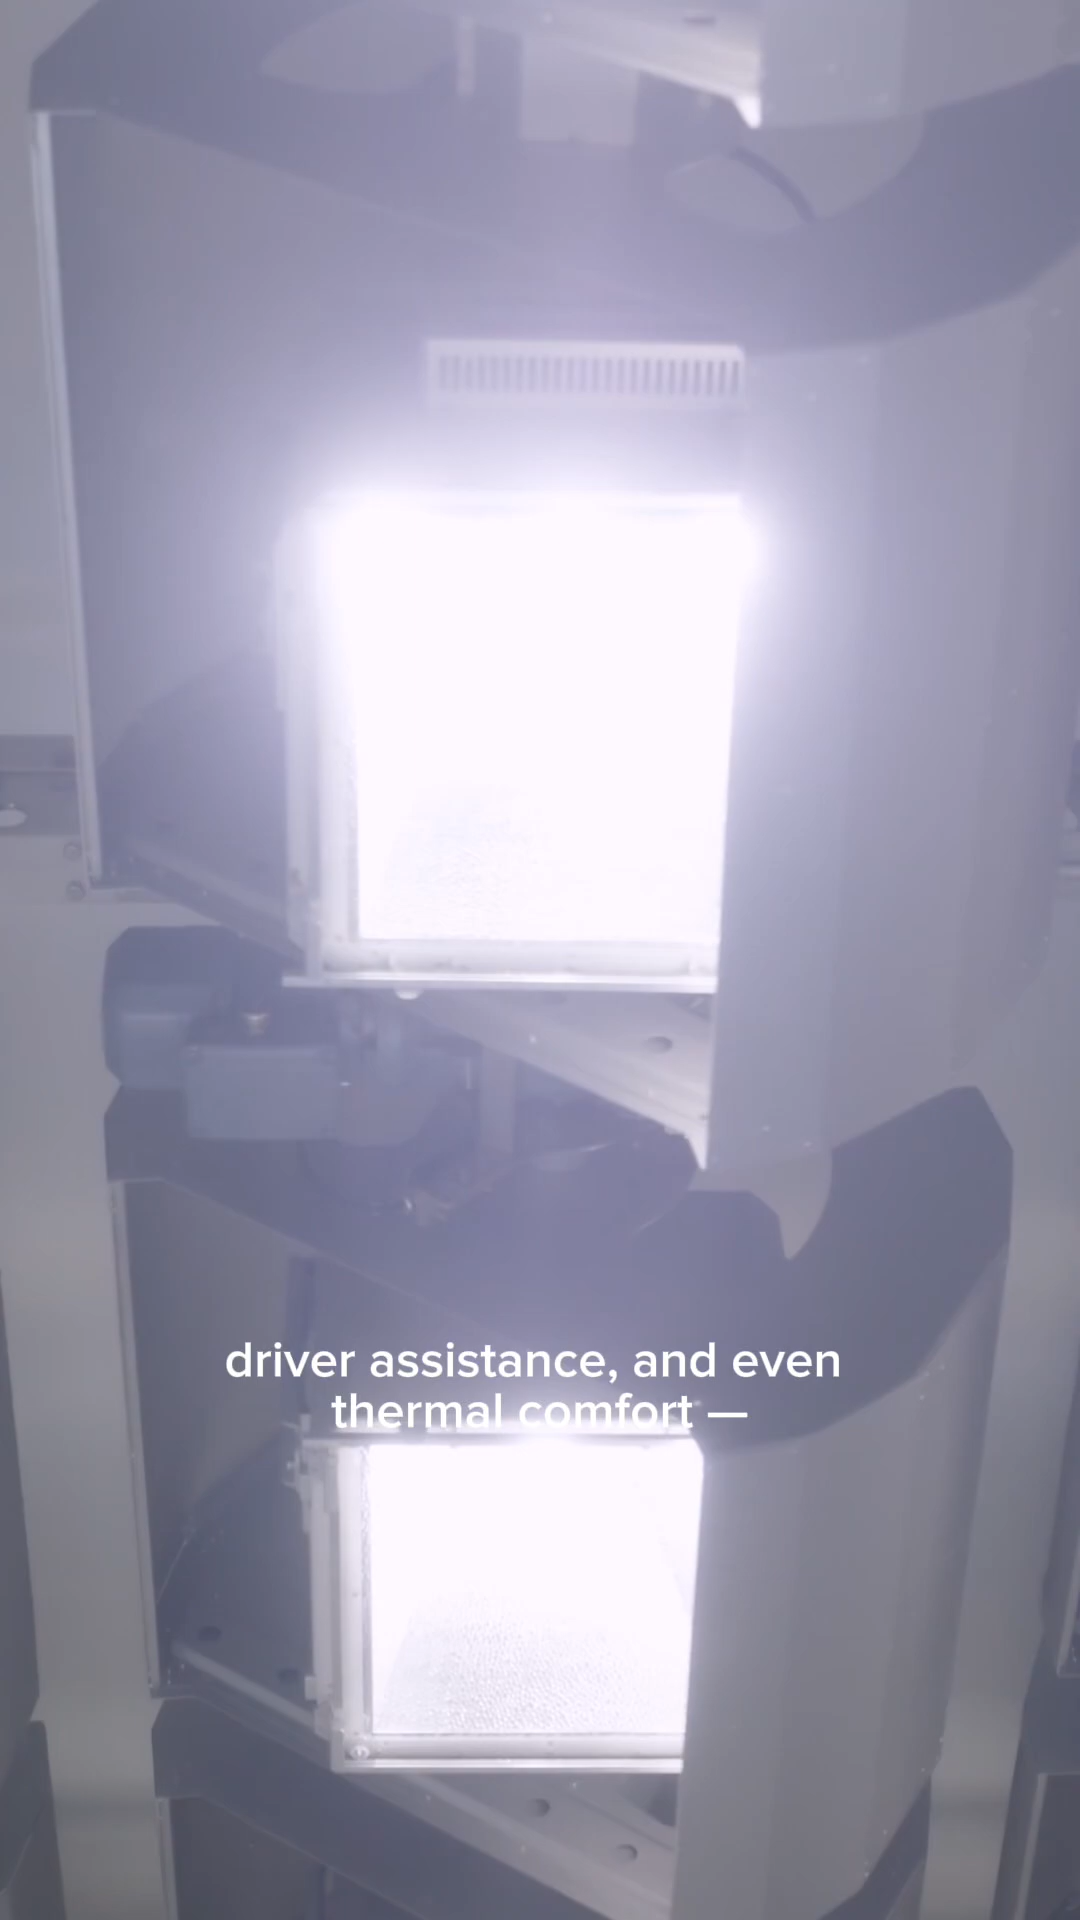 driver assistance, and even
thermal comfort —